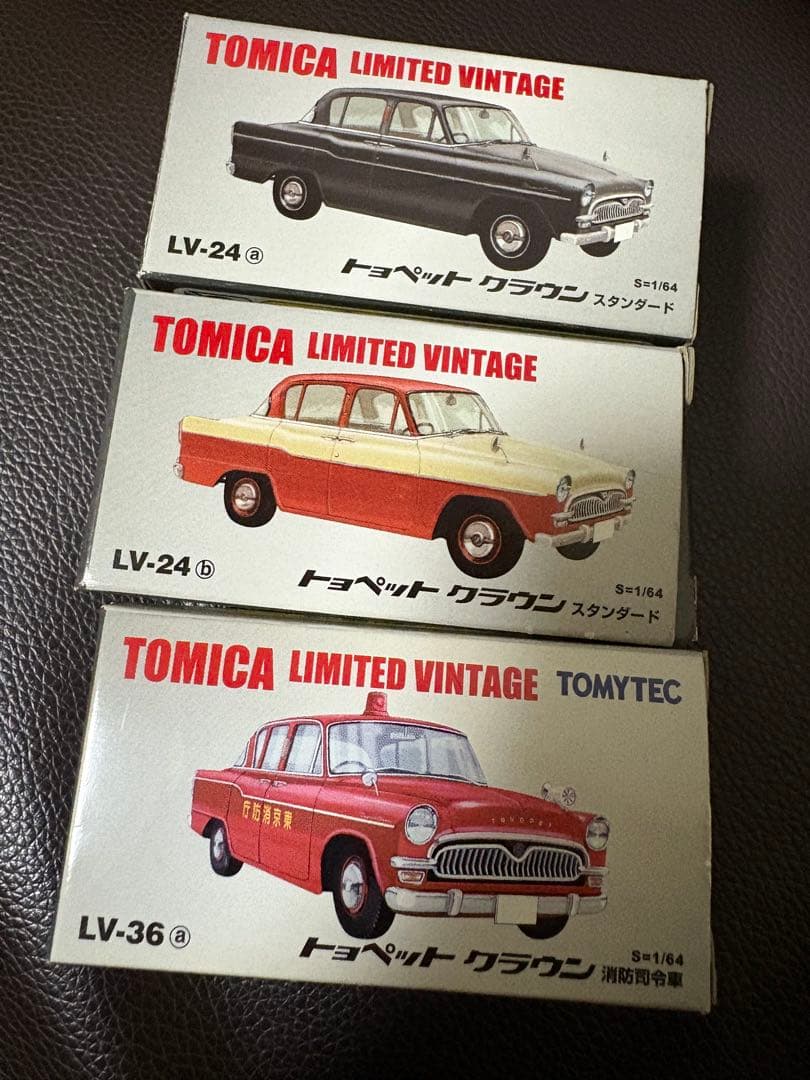 TOMICA LIMITED VINTAGE
LV-24 ⓐ
トヨペット クラウン スタンダード
S=1/64
TOMICA LIMITED VINTAGE
LV-24 ⓑ
トヨペット クラウン スタンダード
S=1/64
TOMICA LIMITED VINTAGE TOMYTEC
TOYOPET
庁防消京東
LV-36 ⓐ
トヨペット クラウン 消防司令車
S=1/64